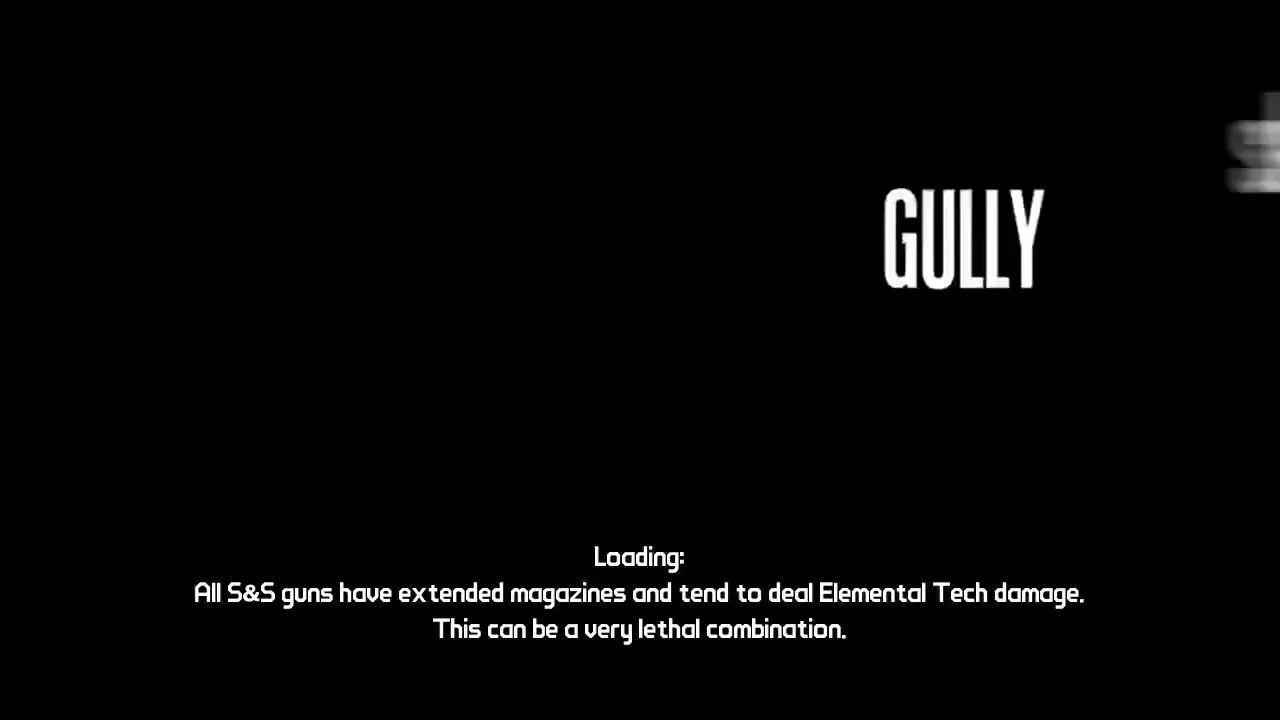 GULLY
Loading:
All S&S guns have extended magazines and tend to deal Elemental Tech damage.
This can be a very lethal combination.